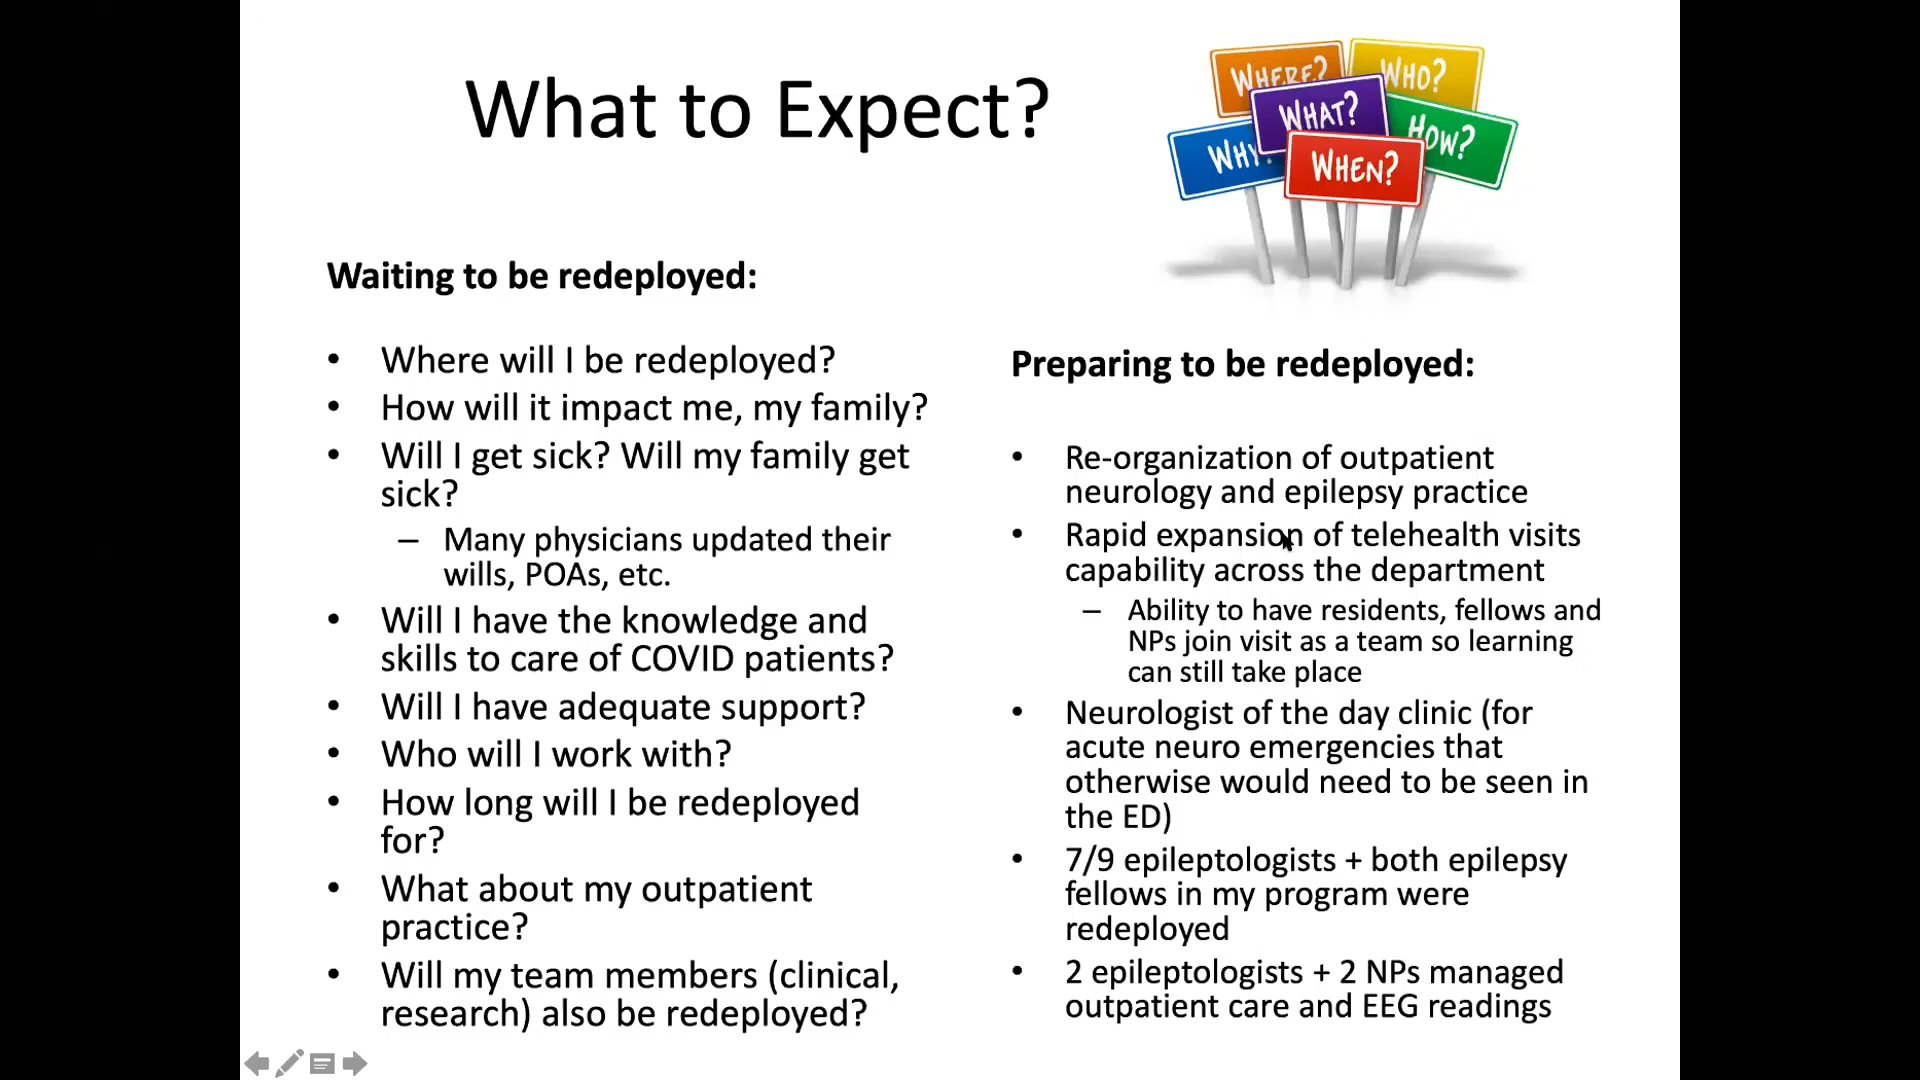 What to Expect?
WHERE?
WHO?
WHAT?
HOW?
WHY?
WHEN?
Waiting to be redeployed:
• Where will I be redeployed?
• How will it impact me, my family?
• Will I get sick? Will my family get
sick?
– Many physicians updated their
wills, POAs, etc.
• Will I have the knowledge and
skills to care of COVID patients?
• Will I have adequate support?
• Who will I work with?
• How long will I be redeployed
for?
• What about my outpatient
practice?
• Will my team members (clinical,
research) also be redeployed?
Preparing to be redeployed:
• Re-organization of outpatient
neurology and epilepsy practice
• Rapid expansion of telehealth visits
capability across the department
– Ability to have residents, fellows and
NPs join visit as a team so learning
can still take place
• Neurologist of the day clinic (for
acute neuro emergencies that
otherwise would need to be seen in
the ED)
• 7/9 epileptologists + both epilepsy
fellows in my program were
redeployed
• 2 epileptologists + 2 NPs managed
outpatient care and EEG readings